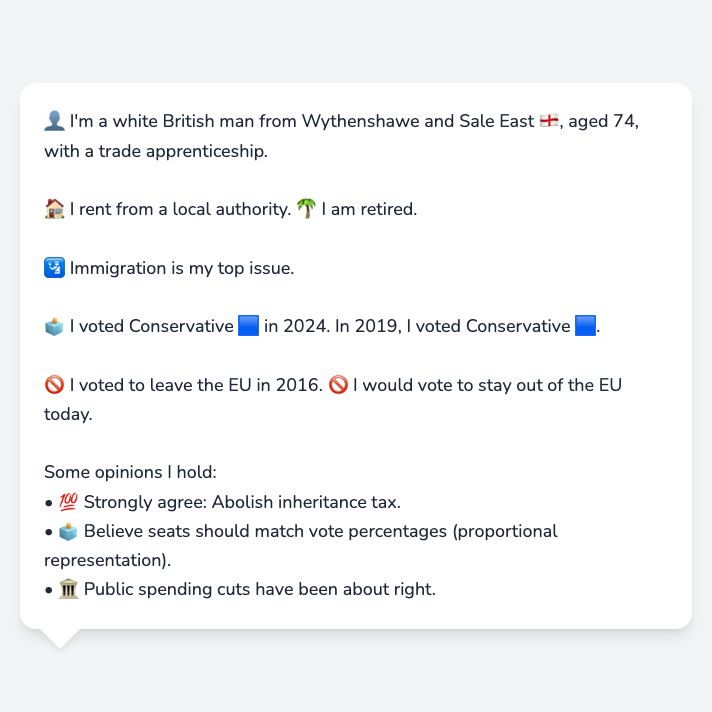 👤 I'm a white British man from Wythenshawe and Sale East 🏴󠁧󠁢󠁥󠁮󠁧󠁿, aged 74,
with a trade apprenticeship.
🏠 I rent from a local authority. 🌴 I am retired.
🛂 Immigration is my top issue.
🗳️ I voted Conservative 🟦 in 2024. In 2019, I voted Conservative 🟦.
🚫 I voted to leave the EU in 2016. 🚫 I would vote to stay out of the EU
today.
Some opinions I hold:
• 💯 Strongly agree: Abolish inheritance tax.
• 🗳️ Believe seats should match vote percentages (proportional
representation).
• 🏛️ Public spending cuts have been about right.